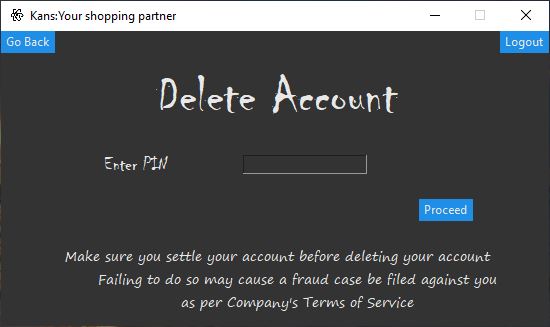 Kans:Your shopping partner
Go Back
Logout
Delete Account
Enter PIN
Proceed
Make sure you settle your account before deleting your account
Failing to do so may cause a fraud case be filed against you
as per Company's Terms of Service